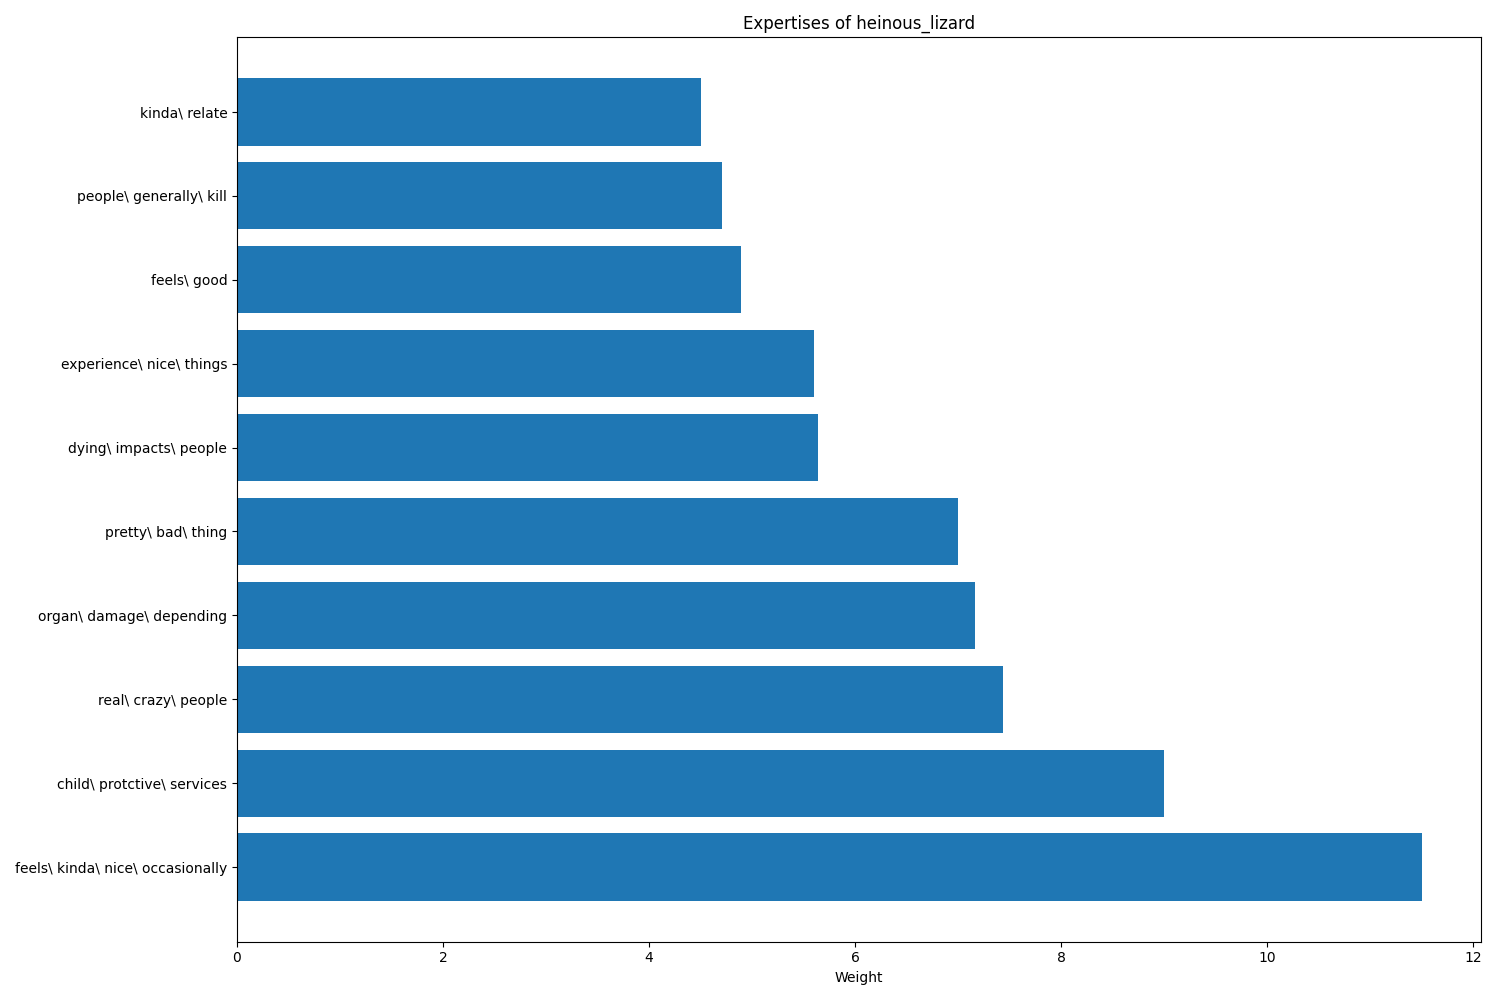 Expertises of heinous_lizard
kinda\ relate
people\ generally\ kill
feels\ good
experience\ nice\ things
dying\ impacts\ people
pretty\ bad\ thing
organ\ damage\ depending
real\ crazy\ people
child\ protctive\ services
feels\ kinda\ nice\ occasionally
0 2 4 6 8 10 12
Weight